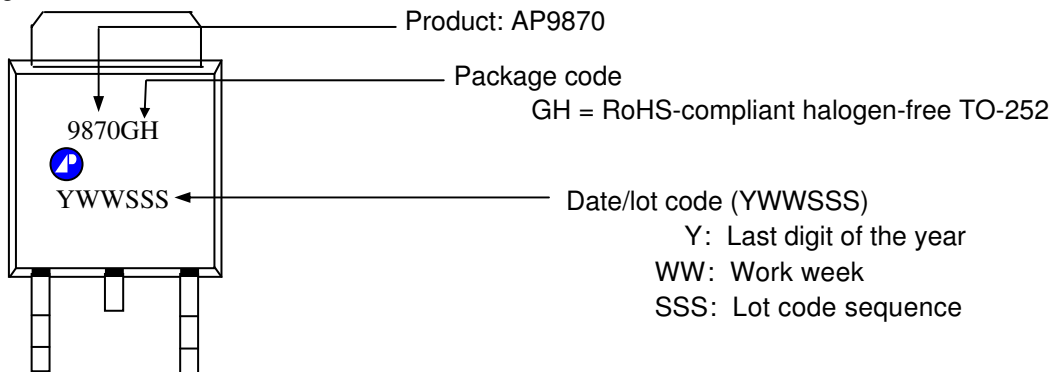 Product: AP9870
Package code
GH = RoHS-compliant halogen-free TO-252
9870GH
YWWSSS
Date/lot code (YWWSSS)
Y: Last digit of the year
WW: Work week
SSS: Lot code sequence